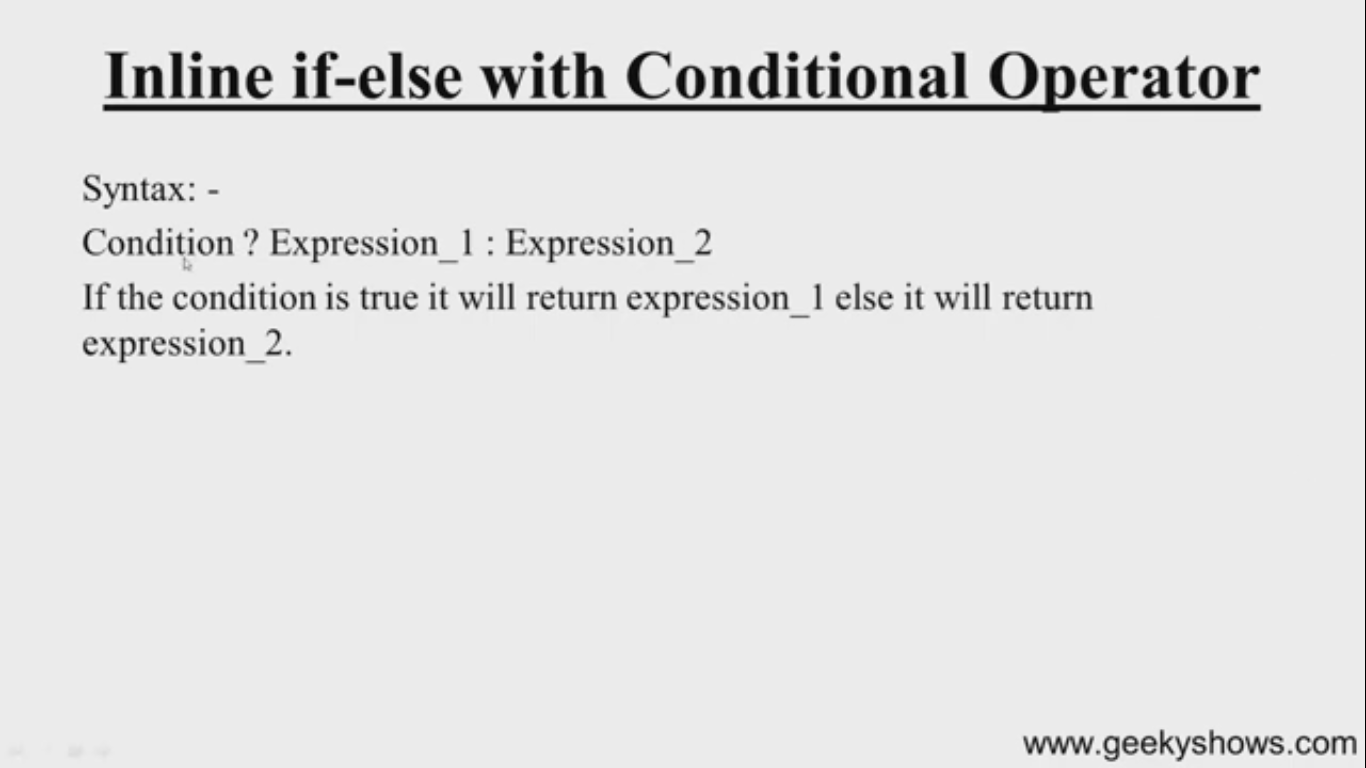 Inline if-else with Conditional Operator
Syntax: -
Condition ? Expression_1 : Expression_2
If the condition is true it will return expression_1 else it will return
expression_2.
www.geekyshows.com